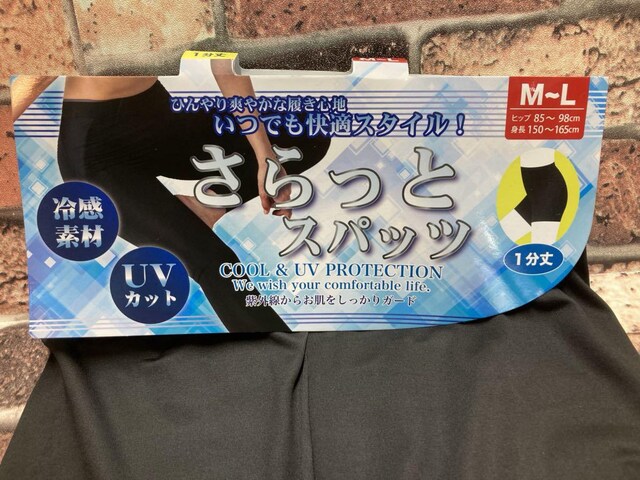 1分丈
M~L
ひんやり爽やかな履き心地
いつでも快適スタイル!
さらっと
スパッツ
COOL & UV PROTECTION
We wish your comfortable life.
紫外線からお肌をしっかりガード
冷感
素材
UV
カット
M~L
ヒップ 85~98cm
身長 150~165cm
1分丈